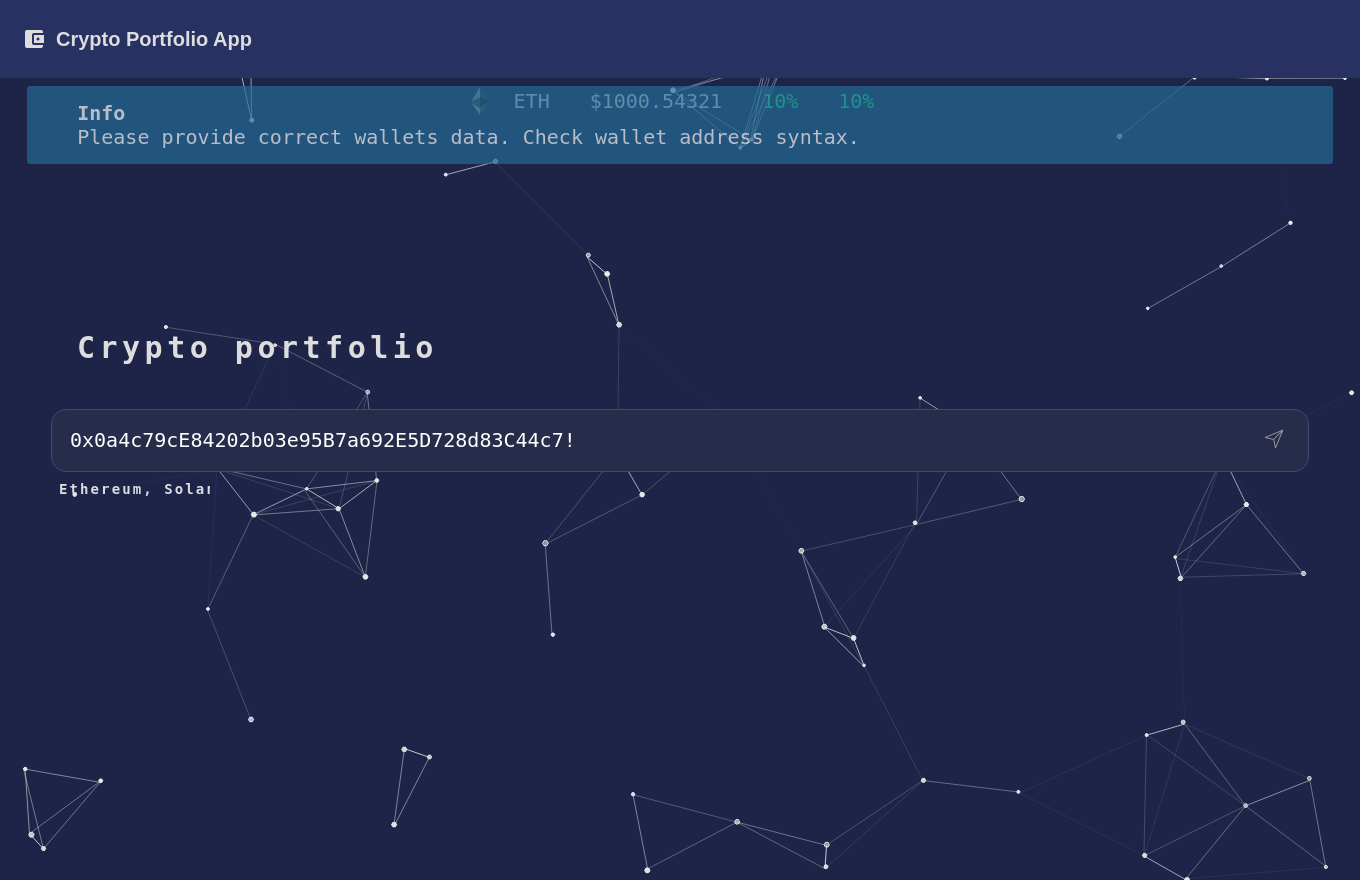 Crypto Portfolio App
ETH $1000.54321 10% 10%
Info
Please provide correct wallets data. Check wallet address syntax.
Crypto portfolio
0x0a4c79cE84202b03e95B7a692E5D728d83C44c7!
Ethereum, Solar